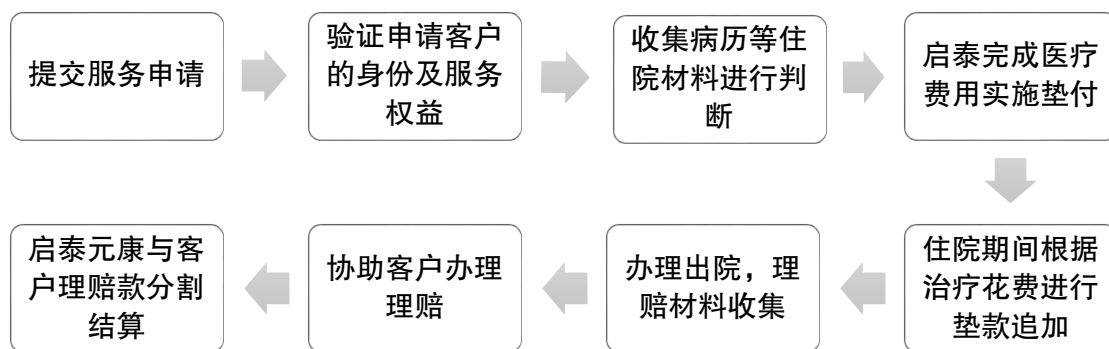 提交服务申请
验证申请客户
的身份及服务
权益
收集病历等住
院材料进行判
断
启泰完成医疗
费用实施垫付
住院期间根据
治疗花费进行
垫款追加
办理出院，理
赔材料收集
协助客户办理
理赔
启泰元康与客
户理赔款分割
结算